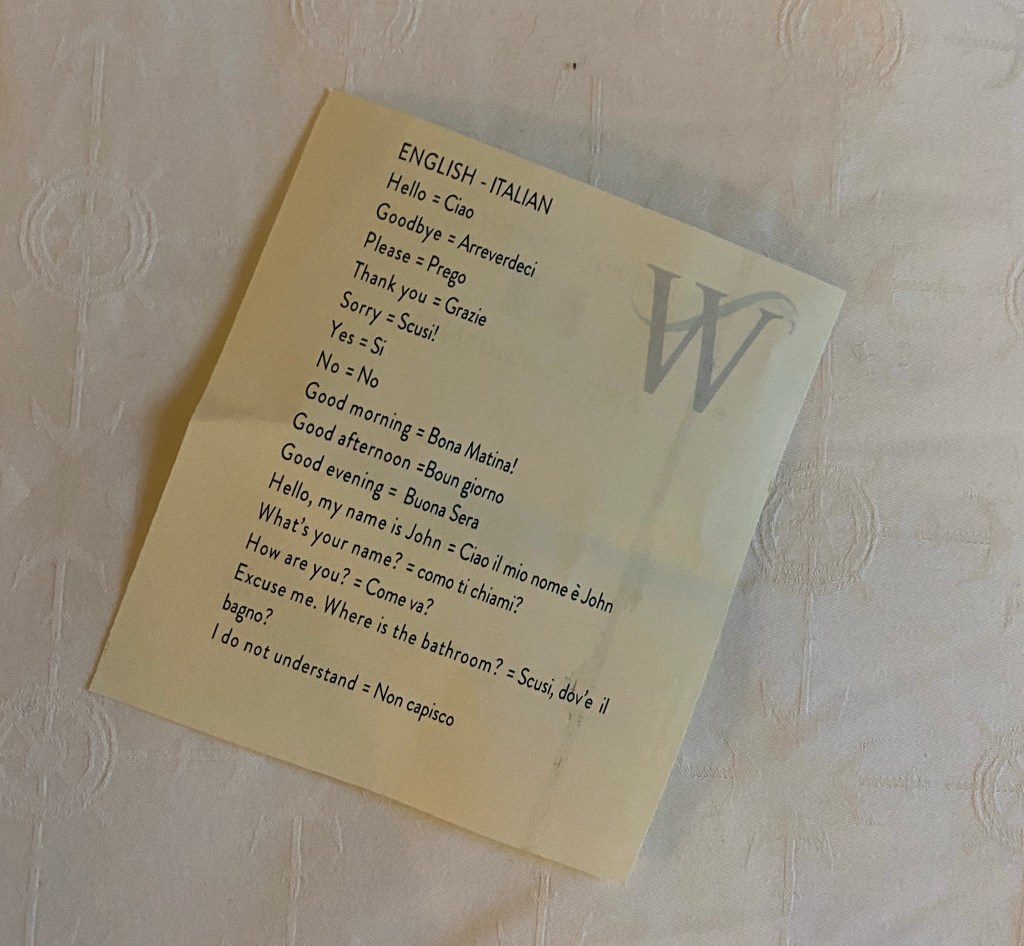 ENGLISH - ITALIAN
Hello = Ciao
Goodbye = Arreverdeci
Please = Prego
Thank you = Grazie
Sorry = Scusi!
Yes = Si
No = No
Good morning = Bona Matina!
Good afternoon =Boun giorno
Good evening = Buona Sera
Hello, my name is John = Ciao il mio nome è John
What's your name? = como ti chiami?
How are you? = Come va?
Excuse me. Where is the bathroom? = Scusi, dov'e il
bagno?
I do not understand = Non capisco
W